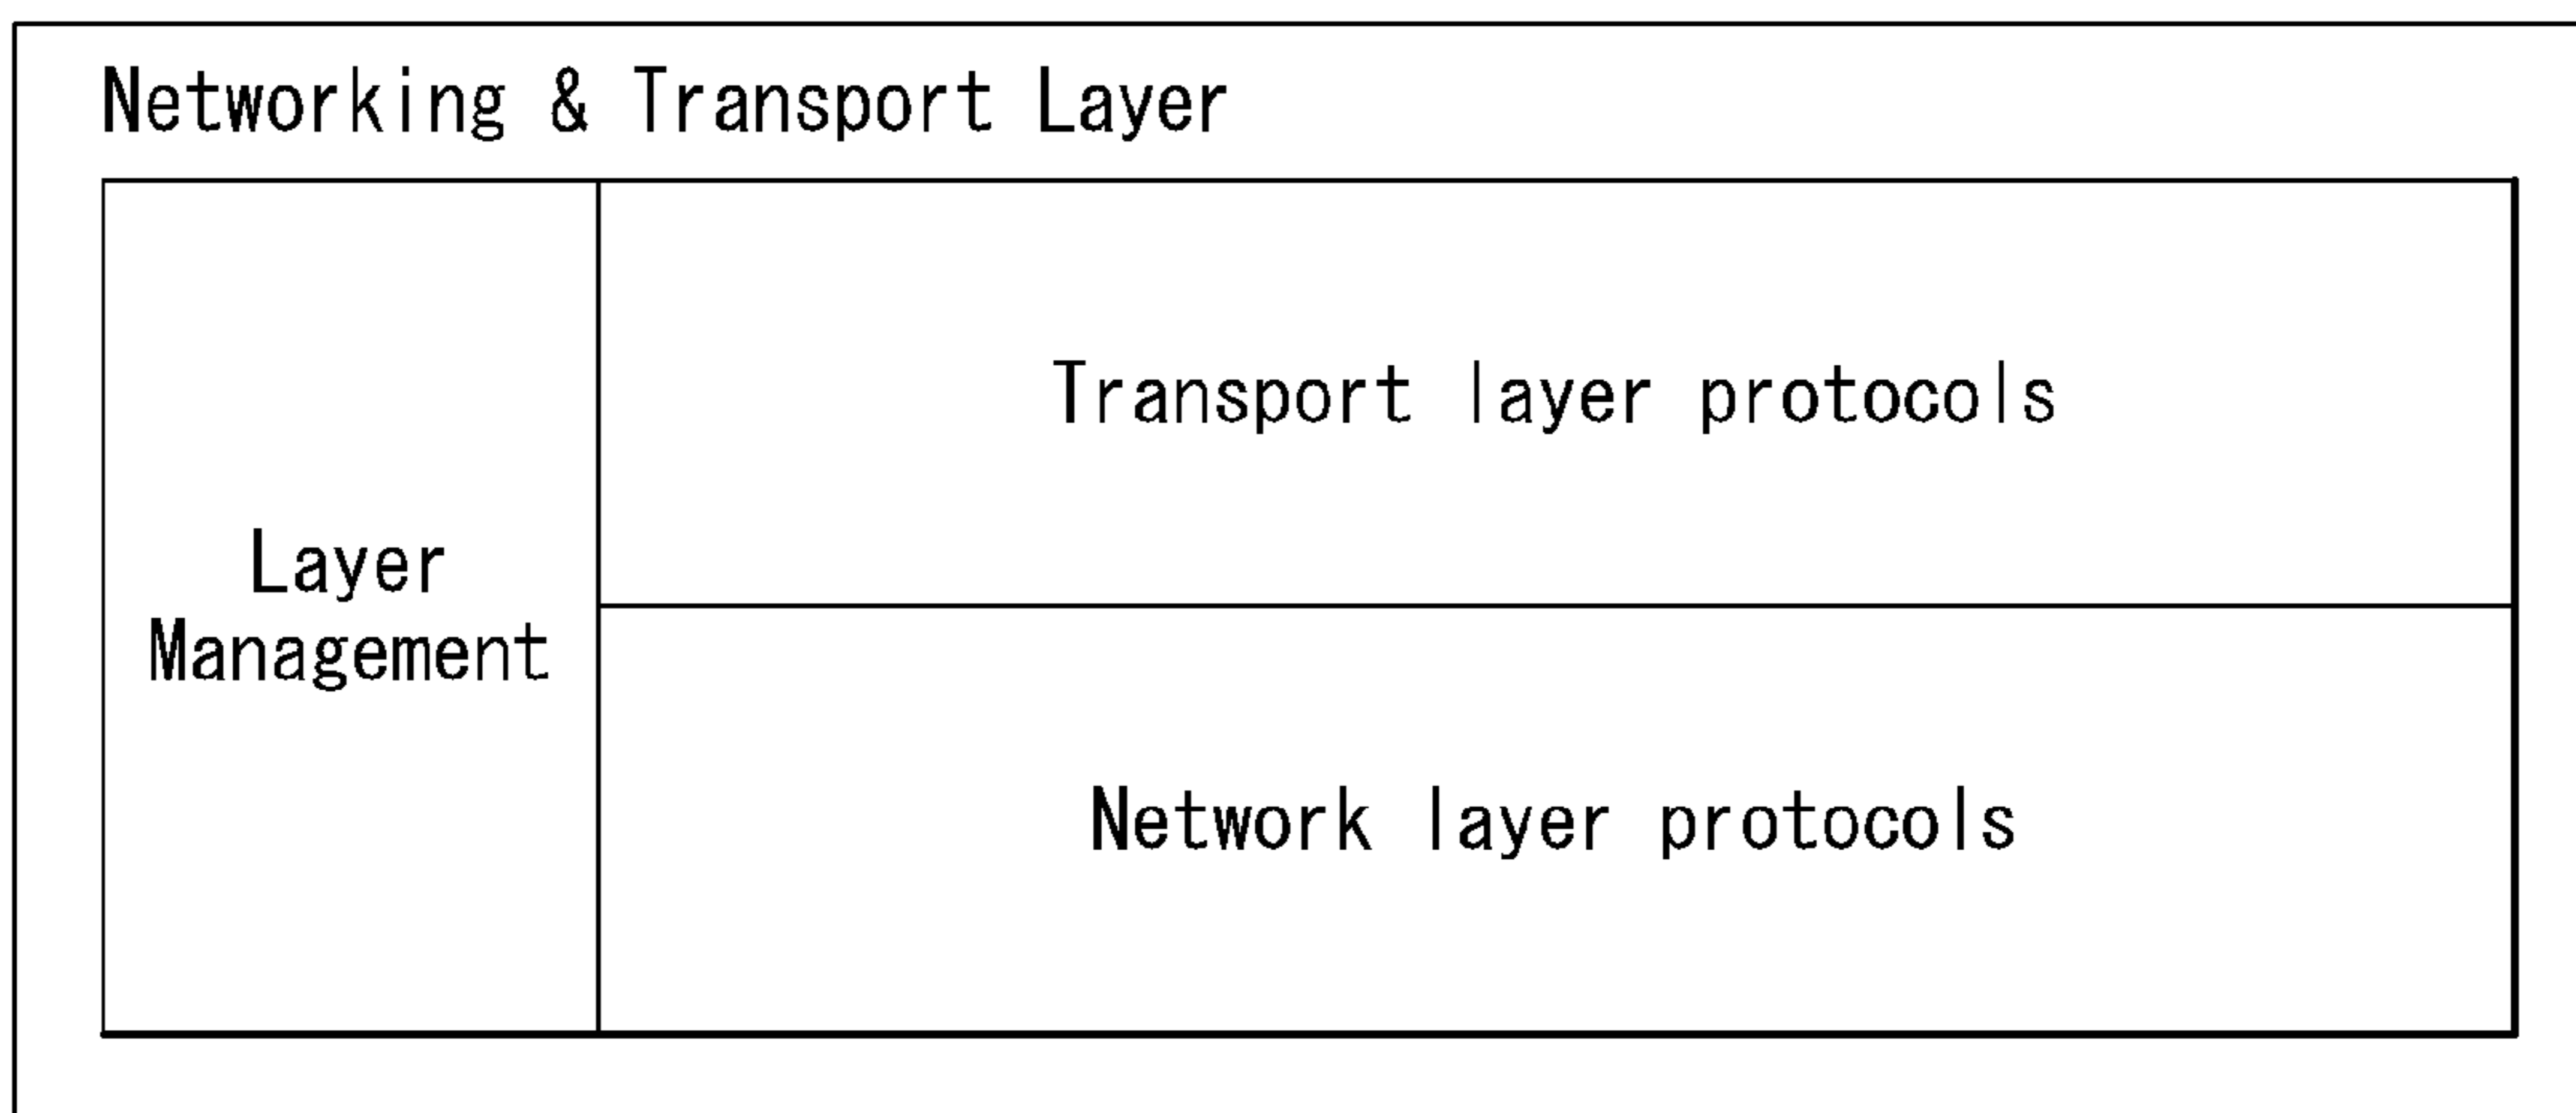 Networking & Transport Layer
Transport layer protocols
Layer
Management
Network layer protocols